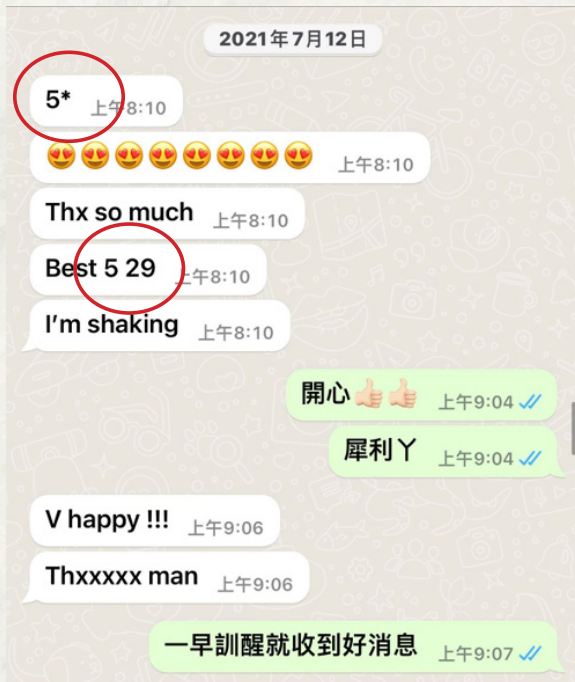 2021年7月12日
5* 上午8:10
😍😍😍😍😍😍😍😍 上午8:10
Thx so much 上午8:10
Best 5 29 上午8:10
I'm shaking 上午8:10
開心👍🏻👍🏻 上午9:04
犀利丫 上午9:04
V happy !!! 上午9:06
Thxxxxx man 上午9:06
一早訓醒就收到好消息 上午9:07